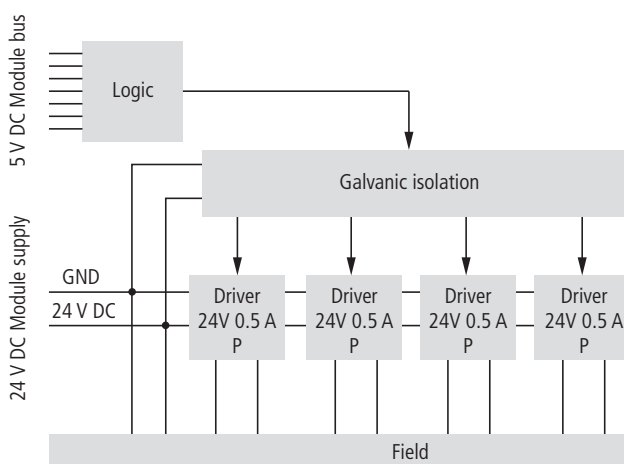 5 V DC Module bus
Logic
Galvanic isolation
24 V DC Module supply
GND
24 V DC
Driver
24V 0.5 A
P
Driver
24V 0.5 A
P
Driver
24V 0.5 A
P
Driver
24V 0.5 A
P
Field